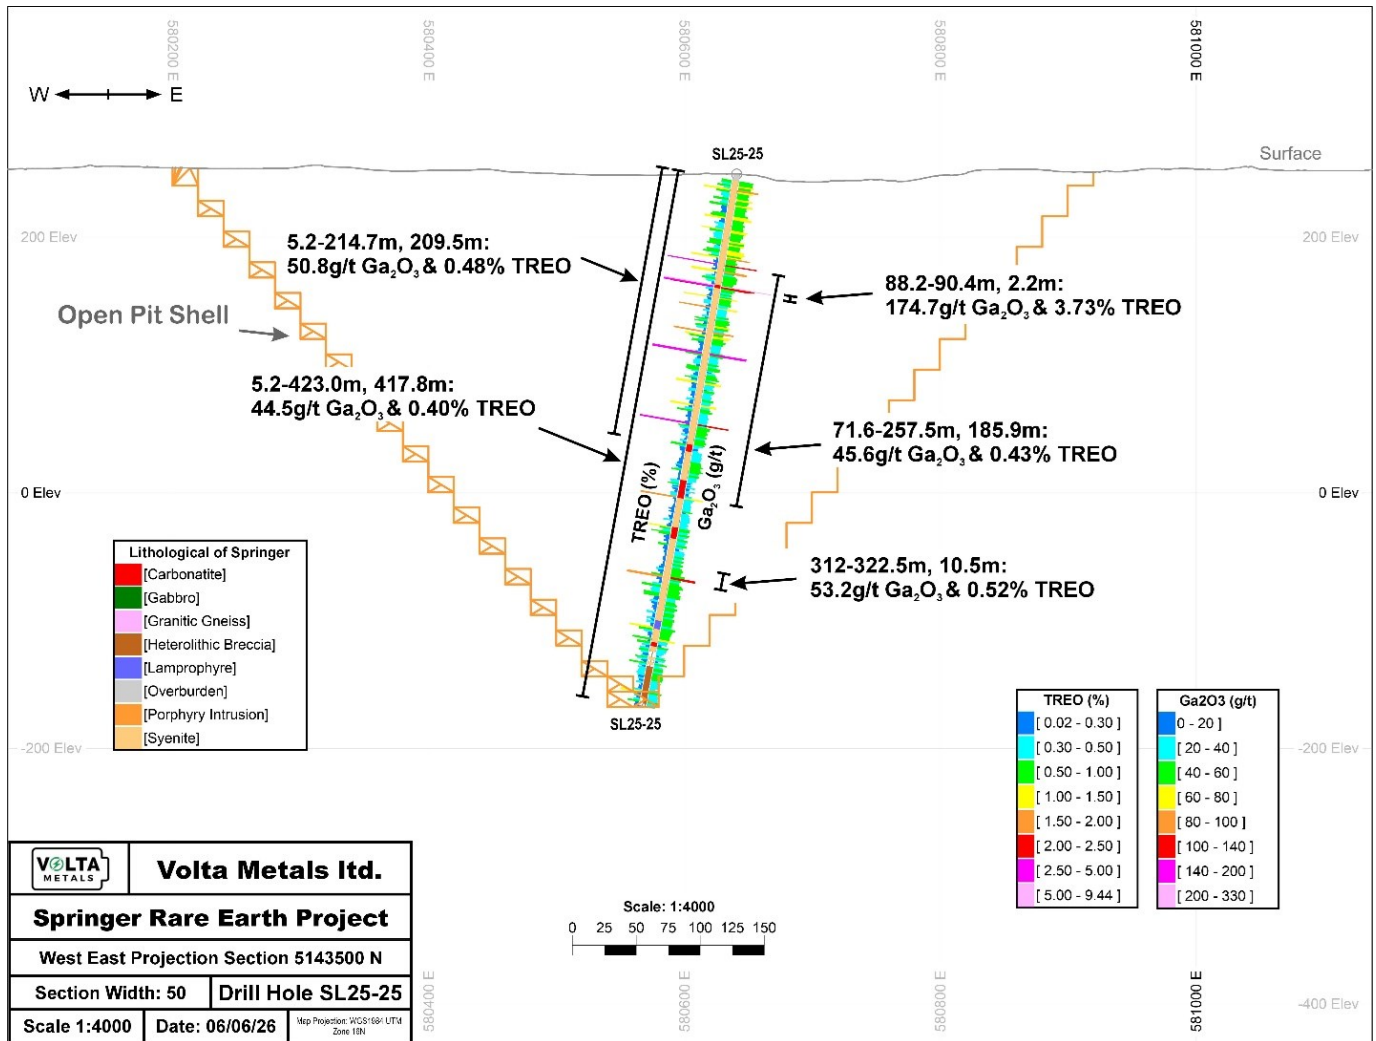 580200 E
580400 E
580600 E
580800 E
581000 E
W E
SL25-25
Surface
200 Elev
200 Elev
5.2-214.7m, 209.5m:
50.8g/t Ga₂O₃ & 0.48% TREO
88.2-90.4m, 2.2m:
174.7g/t Ga₂O₃ & 3.73% TREO
Open Pit Shell
5.2-423.0m, 417.8m:
44.5g/t Ga₂O₃ & 0.40% TREO
71.6-257.5m, 185.9m:
45.6g/t Ga₂O₃ & 0.43% TREO
TREO (%)
Ga₂O₃ (g/t)
0 Elev
0 Elev
312-322.5m, 10.5m:
53.2g/t Ga₂O₃ & 0.52% TREO
Lithological of Springer
[Carbonatite]
[Gabbro]
[Granitic Gneiss]
[Heterolithic Breccia]
[Lamprophyre]
[Overburden]
[Porphyry Intrusion]
[Syenite]
SL25-25
-200 Elev
-200 Elev
TREO (%)
[ 0.02 - 0.30 ]
[ 0.30 - 0.50 ]
[ 0.50 - 1.00 ]
[ 1.00 - 1.50 ]
[ 1.50 - 2.00 ]
[ 2.00 - 2.50 ]
[ 2.50 - 5.00 ]
[ 5.00 - 9.44 ]
Ga2O3 (g/t)
0 - 20 ]
[ 20 - 40 ]
[ 40 - 60 ]
[ 60 - 80 ]
[ 80 - 100 ]
[ 100 - 140 ]
[ 140 - 200 ]
[ 200 - 330 ]
VOLTA
METALS
Volta Metals ltd.
Springer Rare Earth Project
West East Projection Section 5143500 N
Section Width: 50
Drill Hole SL25-25
Scale 1:4000
Date: 06/06/26
Map Projection: WGS1984 UTM
Zone 18N
Scale: 1:4000
0 25 50 75 100 125 150
580400 E
580600 E
580800 E
581000 E
-400 Elev